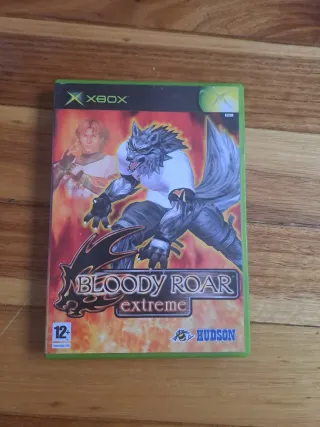 XBOX
BLOODY ROAR
extreme
12+
HUDSON